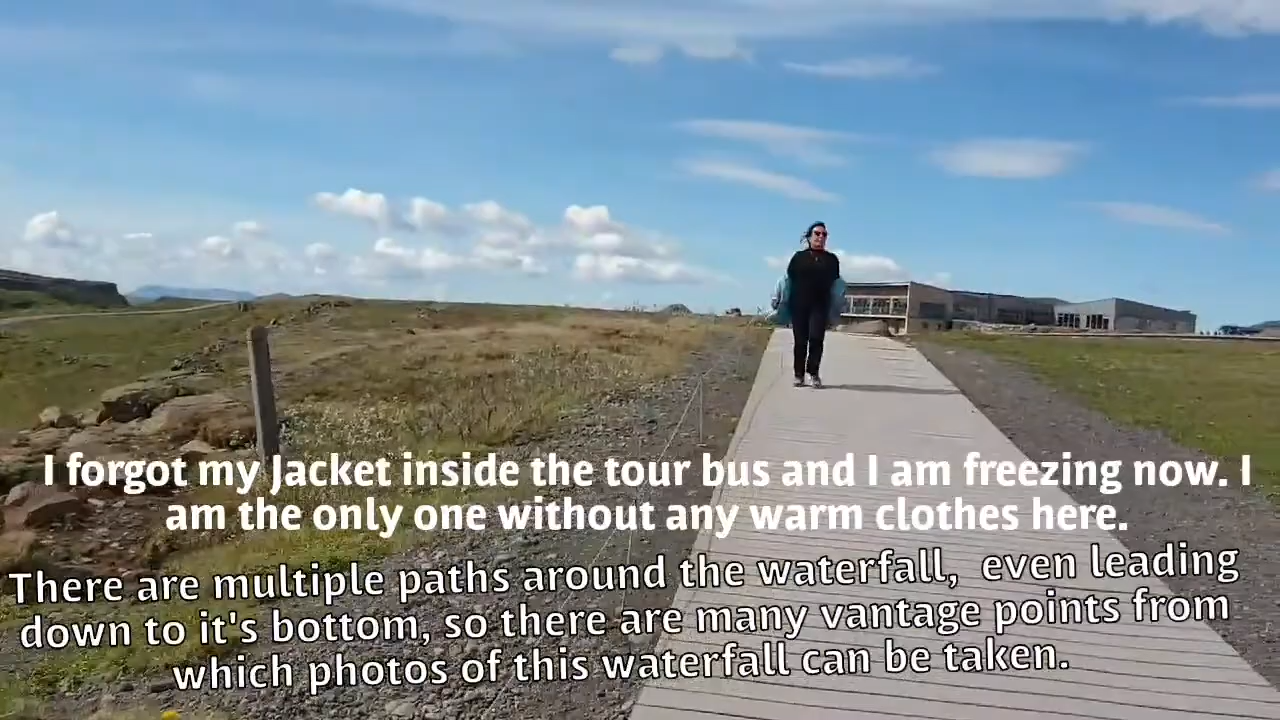 I forgot my Jacket inside the tour bus and I am freezing now. I
am the only one without any warm clothes here.
There are multiple paths around the waterfall, even leading
down to it's bottom, so there are many vantage points from
which photos of this waterfall can be taken.